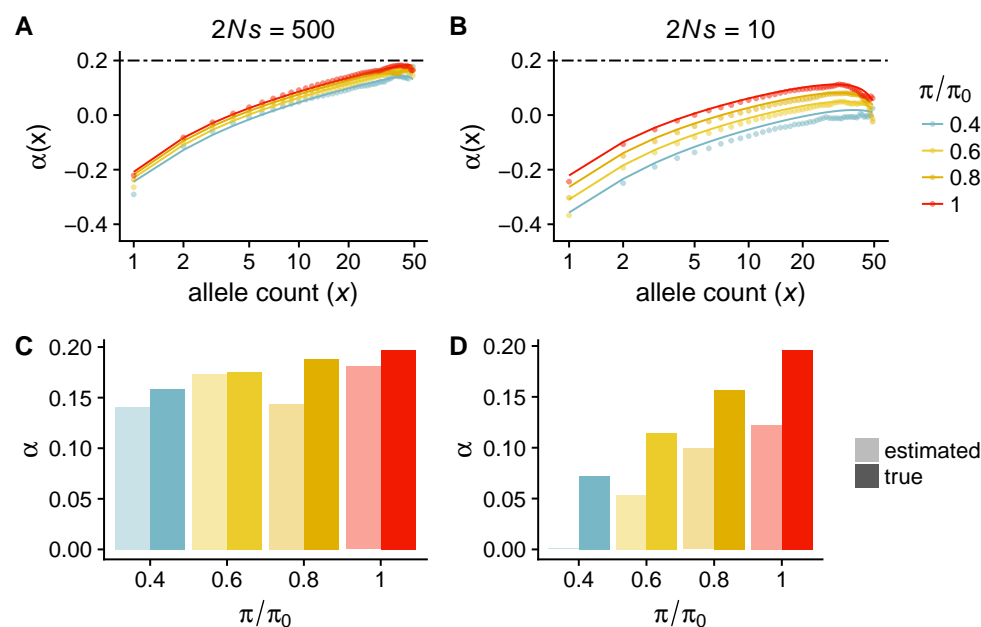 A
2Ns = 500
B
2Ns = 10
0.2
0.0
−0.2
−0.4
α(x)
1
2
5
10
20
50
allele count (x)
0.2
0.0
−0.2
−0.4
α(x)
1
2
5
10
20
50
allele count (x)
π/π₀
0.4
0.6
0.8
1
C
0.20
0.15
0.10
0.05
0.00
α
0.4
0.6
0.8
1
π/π₀
D
0.20
0.15
0.10
0.05
0.00
α
0.4
0.6
0.8
1
π/π₀
estimated
true